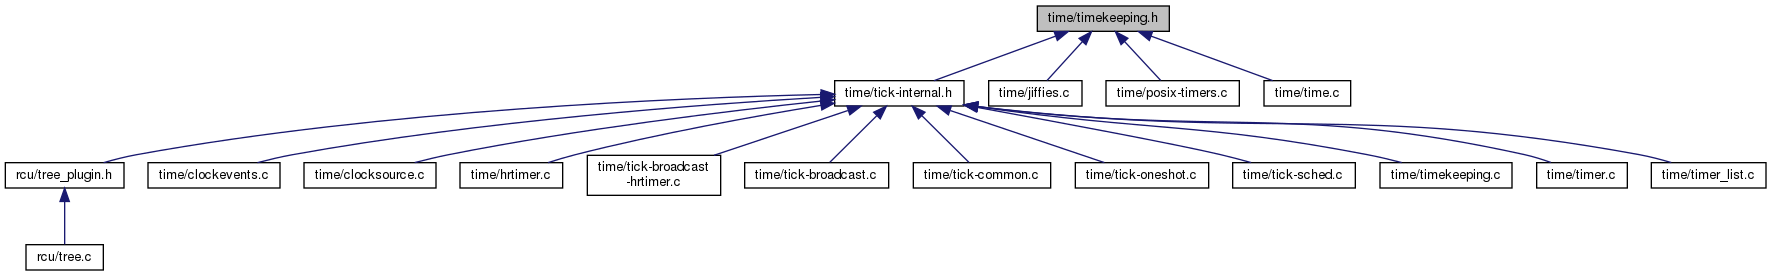 time/timekeeping.h
time/tick-internal.h
time/jiffies.c
time/posix-timers.c
time/time.c
rcu/tree_plugin.h
time/clockevents.c
time/clocksource.c
time/hrtimer.c
time/tick-broadcast
-hrtimer.c
time/tick-broadcast.c
time/tick-common.c
time/tick-oneshot.c
time/tick-sched.c
time/timekeeping.c
time/timer.c
time/timer_list.c
rcu/tree.c